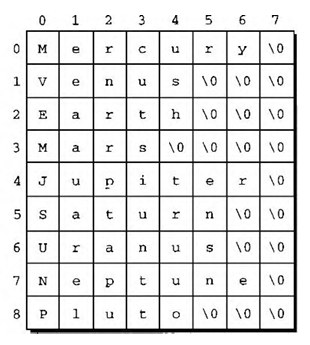 0 1 2 3 4 5 6 7
0 M e r c u r y \0
1 V e n u s \0 \0 \0
2 E a r t h \0 \0 \0
3 M a r s \0 \0 \0 \0
4 J u p i t e r \0
5 S a t u r n \0 \0
6 U r a n u s \0 \0
7 N e p t u n e \0
8 P l u t o \0 \0 \0